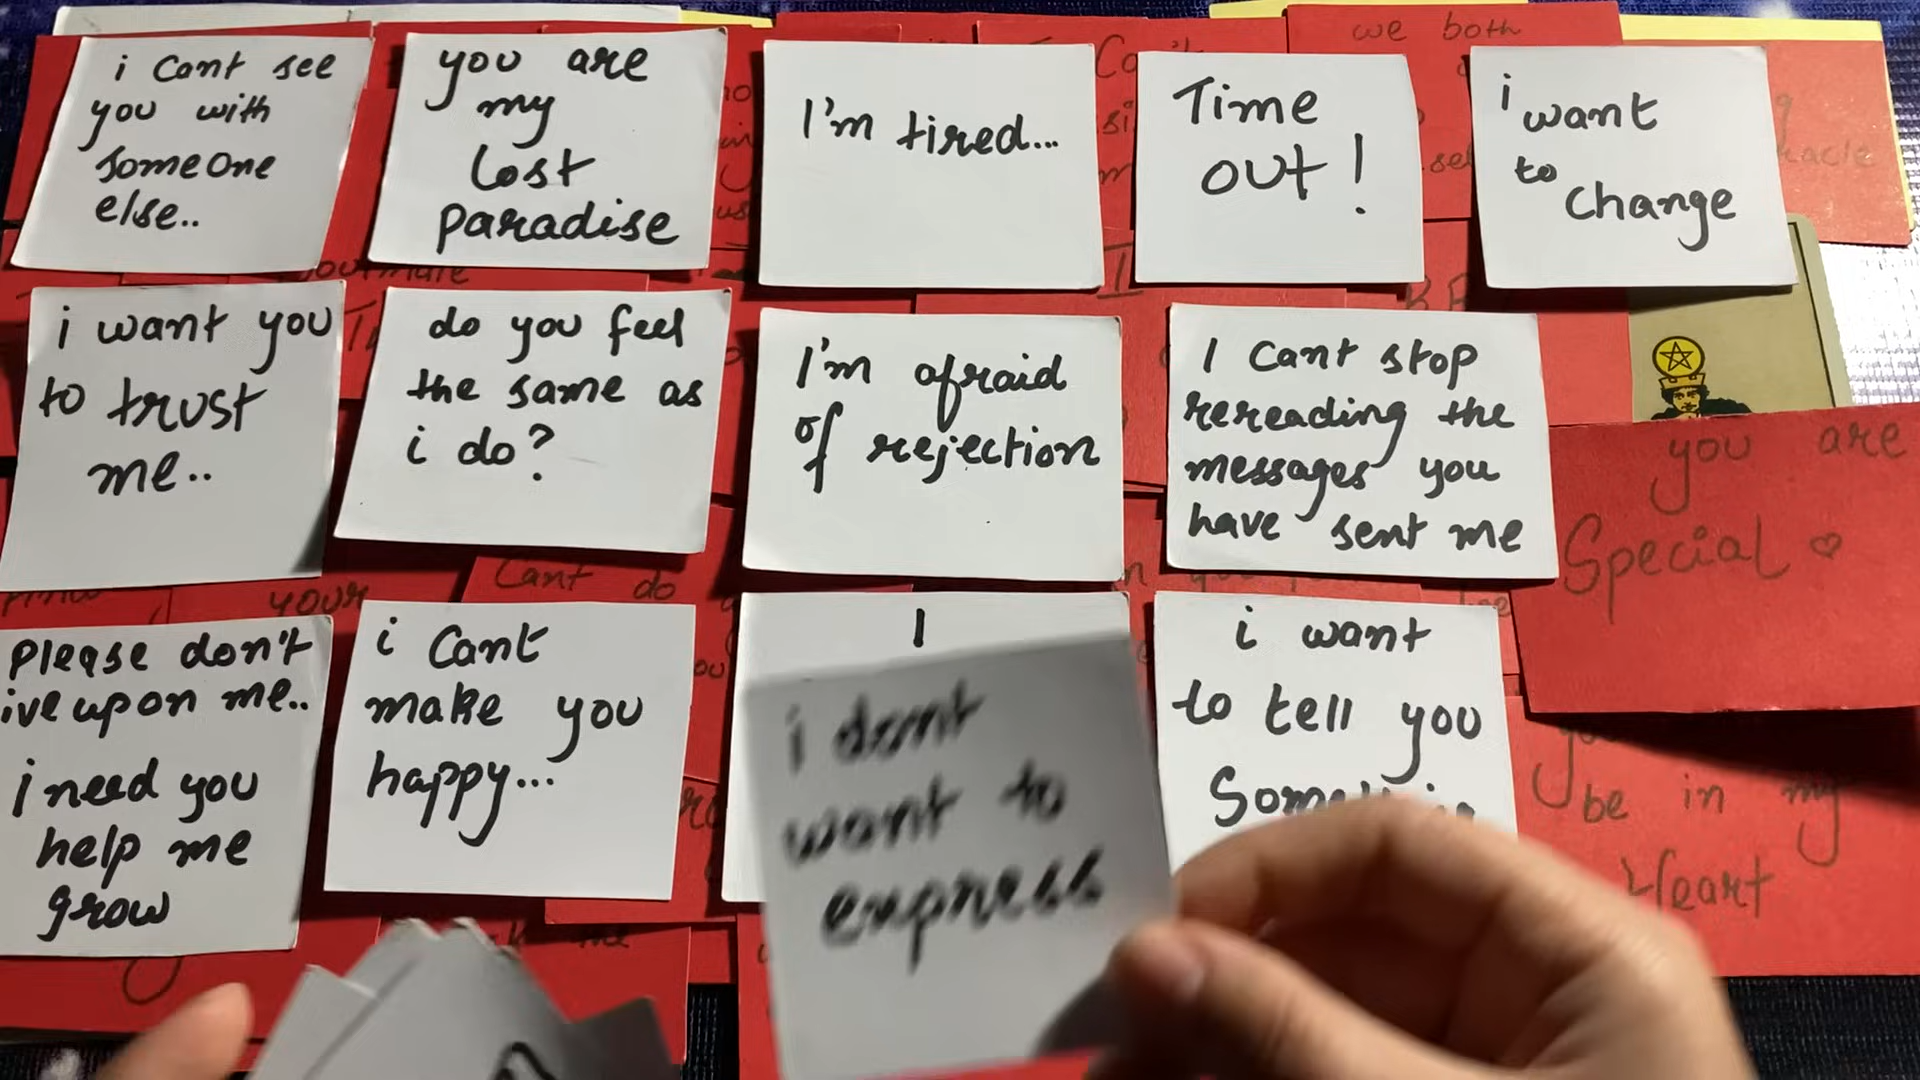 i cant see
you with
someone
else..
you are
my
lost
paradise
I'm tired...
Time
out!
i want
to
change
we both
i want you
to trust
me..
do you feel
the same as
i do?
I'm afraid
of rejection
I cant stop
rereading the
messages you
have sent me
you are
Special ♡
please don't
ive upon me..
i need you
help me
grow
i cant
make you
happy...
I
i dont
want to
express
i want
to tell you
be in my
Heart
Cant do
your